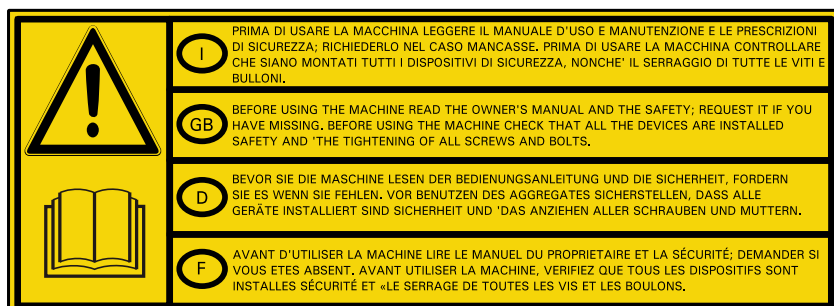 I
PRIMA DI USARE LA MACCHINA LEGGERE IL MANUALE D'USO E MANUTENZIONE E LE PRESCRIZIONI
DI SICUREZZA; RICHIEDERLO NEL CASO MANCASSE. PRIMA DI USARE LA MACCHINA CONTROLLARE
CHE SIANO MONTATI TUTTI I DISPOSITIVI DI SICUREZZA, NONCHE' IL SERRAGGIO DI TUTTE LE VITI E
BULLONI.
GB
BEFORE USING THE MACHINE READ THE OWNER'S MANUAL AND THE SAFETY; REQUEST IT IF YOU
HAVE MISSING. BEFORE USING THE MACHINE CHECK THAT ALL THE DEVICES ARE INSTALLED
SAFETY AND 'THE TIGHTENING OF ALL SCREWS AND BOLTS.
D
BEVOR SIE DIE MASCHINE LESEN DER BEDIENUNGSANLEITUNG UND DIE SICHERHEIT, FORDERN
SIE ES WENN SIE FEHLEN. VOR BENUTZEN DES AGGREGATES SICHERSTELLEN, DASS ALLE
GERÄTE INSTALLIERT SIND SICHERHEIT UND 'DAS ANZIEHEN ALLER SCHRAUBEN UND MUTTERN.
F
AVANT D'UTILISER LA MACHINE LIRE LE MANUEL DU PROPRIETAIRE ET LA SÉCURITÉ; DEMANDER SI
VOUS ETES ABSENT. AVANT UTILISER LA MACHINE, VERIFIEZ QUE TOUS LES DISPOSITIFS SONT
INSTALLES SÉCURITÉ ET «LE SERRAGE DE TOUTES LES VIS ET LES BOULONS.